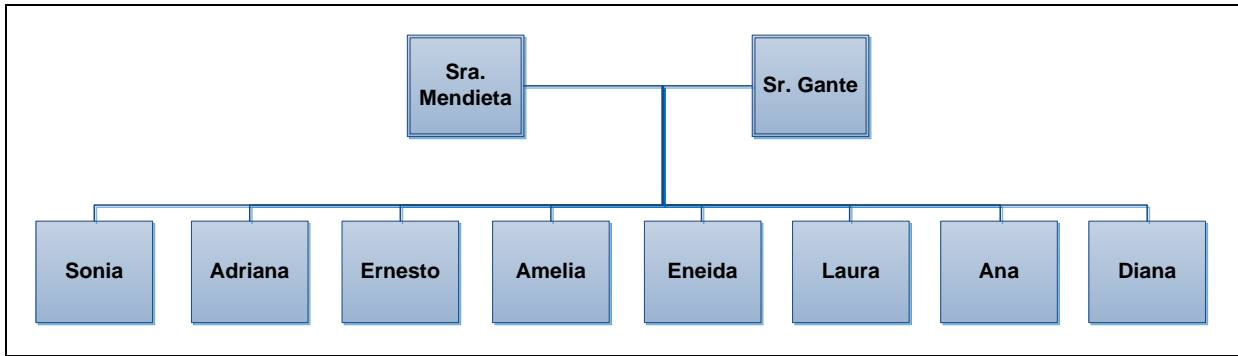 Sra.
Mendieta
Sr. Gante
Sonia
Adriana
Ernesto
Amelia
Eneida
Laura
Ana
Diana